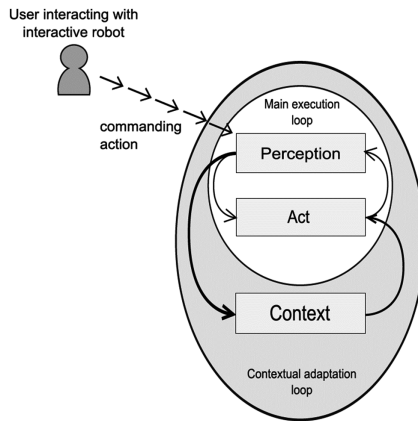 User interacting with
interactive robot
commanding
action
Main execution
loop
Perception
Act
Context
Contextual adaptation
loop